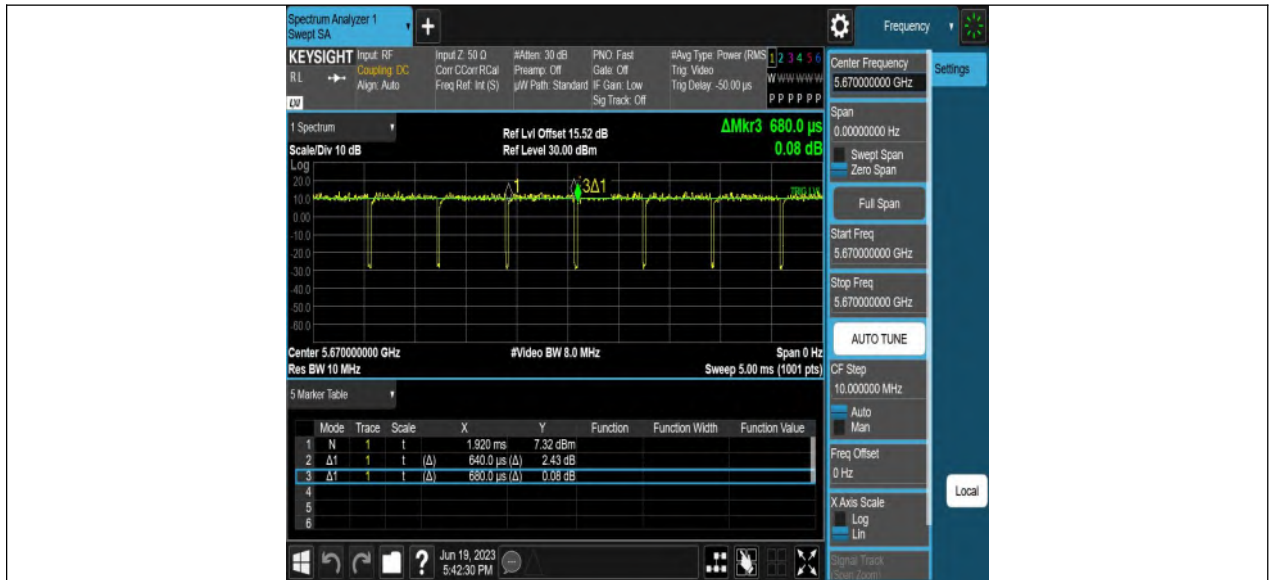 Spectrum Analyzer 1
Swept SA
+
Frequency
KEYSIGHT
RL
LXI
Input: RF
Coupling: DC
Align: Auto
Input Z: 50 Ω
Corr CCorr RCal
Freq Ref: Int (S)
#Atten: 30 dB
Preamp: Off
µW Path: Standard
PNO: Fast
Gate: Off
IF Gain: Low
Sig Track: Off
#Avg Type: Power (RMS
Trig: Video
Trig Delay: -50.00 µs
1 2 3 4 5 6
W W W W W W
P P P P P P
1 Spectrum
Scale/Div 10 dB
Ref Lvl Offset 15.52 dB
Ref Level 30.00 dBm
ΔMkr3 680.0 µs
0.08 dB
Log
20.0
10.0
0.00
-10.0
-20.0
-30.0
-40.0
-50.0
-60.0
1
3Δ1
TRIG LVL
Center 5.670000000 GHz
Res BW 10 MHz
#Video BW 8.0 MHz
Span 0 Hz
Sweep 5.00 ms (1001 pts)
5 Marker Table
Mode Trace Scale X Y Function Function Width Function Value
1 N 1 t 1.920 ms 7.32 dBm
2 Δ1 1 t (Δ) 640.0 µs (Δ) 2.43 dB
3 Δ1 1 t (Δ) 680.0 µs (Δ) 0.08 dB
4
5
6
Jun 19, 2023
5:42:30 PM
Center Frequency
5.670000000 GHz
Settings
Span
0.00000000 Hz
Swept Span
Zero Span
Full Span
Start Freq
5.670000000 GHz
Stop Freq
5.670000000 GHz
AUTO TUNE
CF Step
10.000000 MHz
Auto
Man
Freq Offset
0 Hz
X Axis Scale
Log
Lin
Local
Signal Track
(Span Zoom)